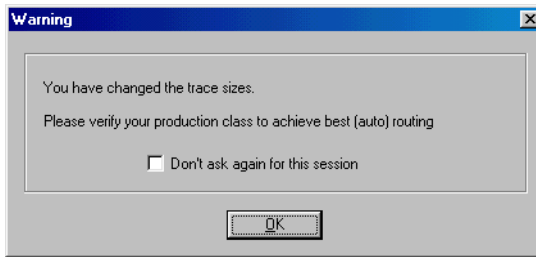 Warning
You have changed the trace sizes.
Please verify your production class to achieve best (auto) routing
Don't ask again for this session
OK